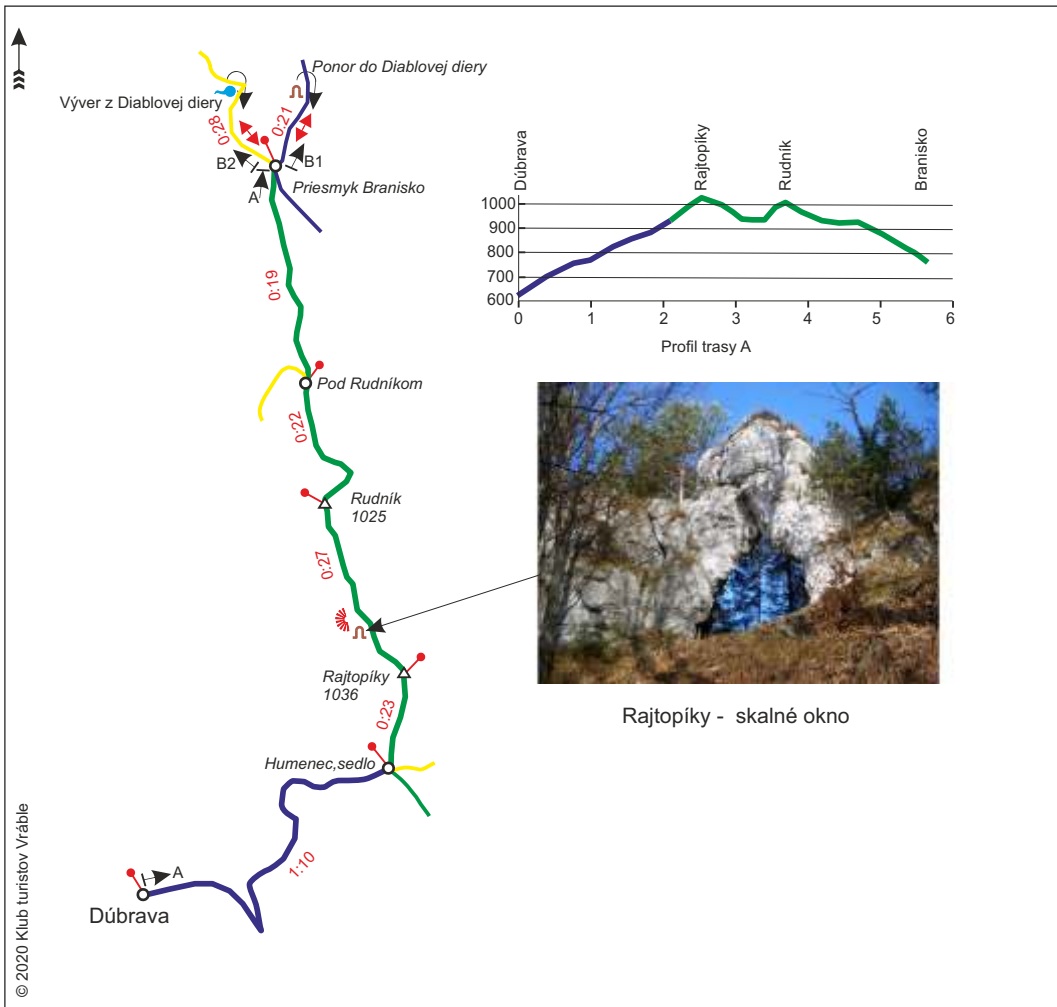 Ponor do Diablovej diery
Výver z Diablovej diery
0:28
0:21
B2
B1
A
Priesmyk Branisko
0:19
Pod Rudníkom
0:22
Rudník
1025
0:27
Rajtopíky
1036
0:23
Humenec,sedlo
1:10
A
Dúbrava
Dúbrava
Rajtopíky
Rudník
Branisko
1000
900
800
700
600
0 1 2 3 4 5 6
Profil trasy A
Rajtopíky - skalné okno
© 2020 Klub turistov Vráble